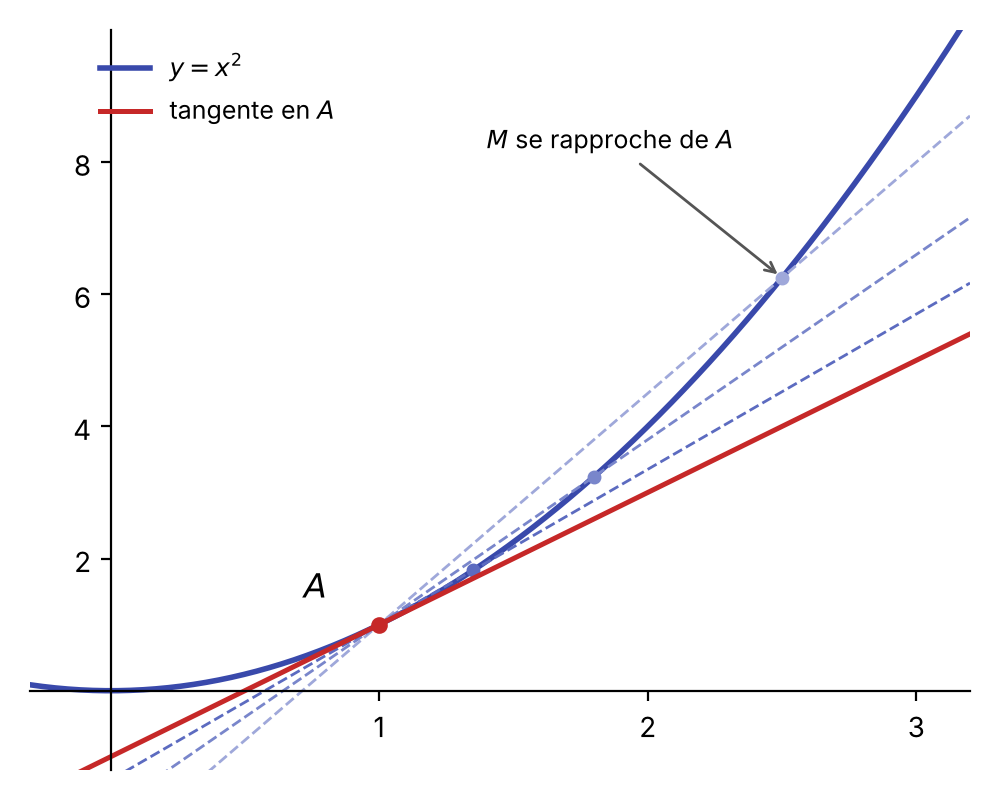 y = x²
tangente en A
M se rapproche de A
8
6
4
2
A
1 2 3